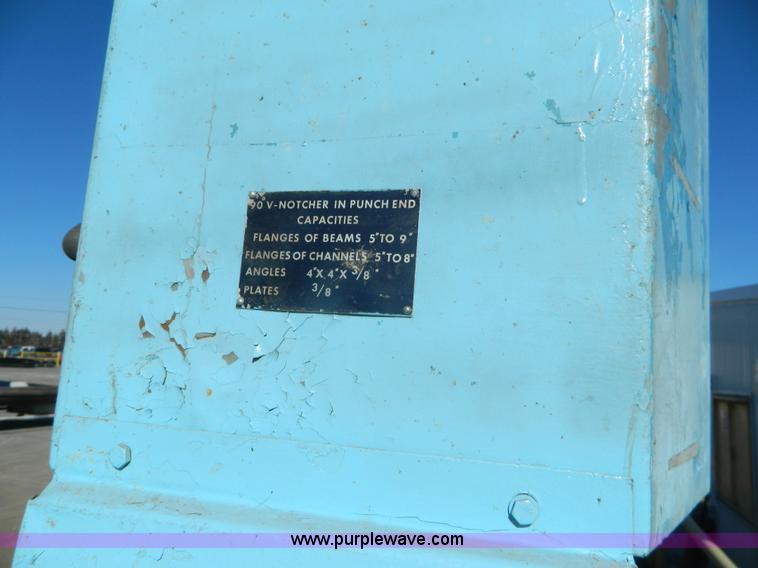 90 V-NOTCHER IN PUNCH END
CAPACITIES
FLANGES OF BEAMS 5" TO 9"
FLANGES OF CHANNELS 5" TO 8"
ANGLES 4" X 4" X 3/8"
PLATES 3/8"
www.purplewave.com